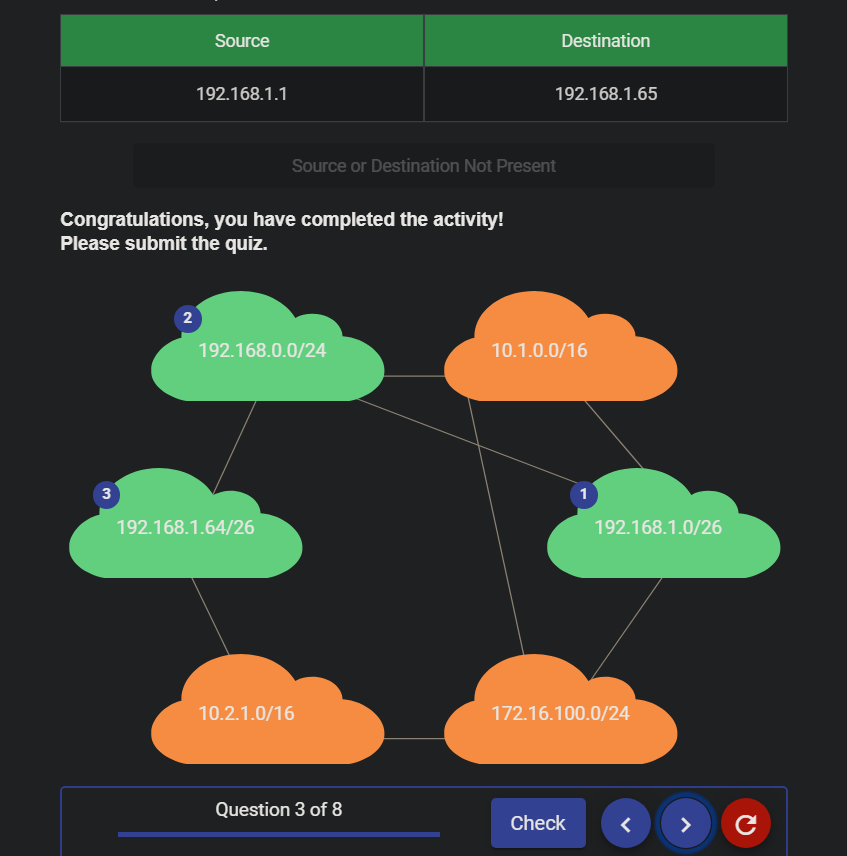 Source Destination
192.168.1.1 192.168.1.65
Source or Destination Not Present
Congratulations, you have completed the activity!
Please submit the quiz.
2
192.168.0.0/24 10.1.0.0/16
3 1
192.168.1.64/26 192.168.1.0/26
10.2.1.0/16 172.16.100.0/24
Question 3 of 8 Check